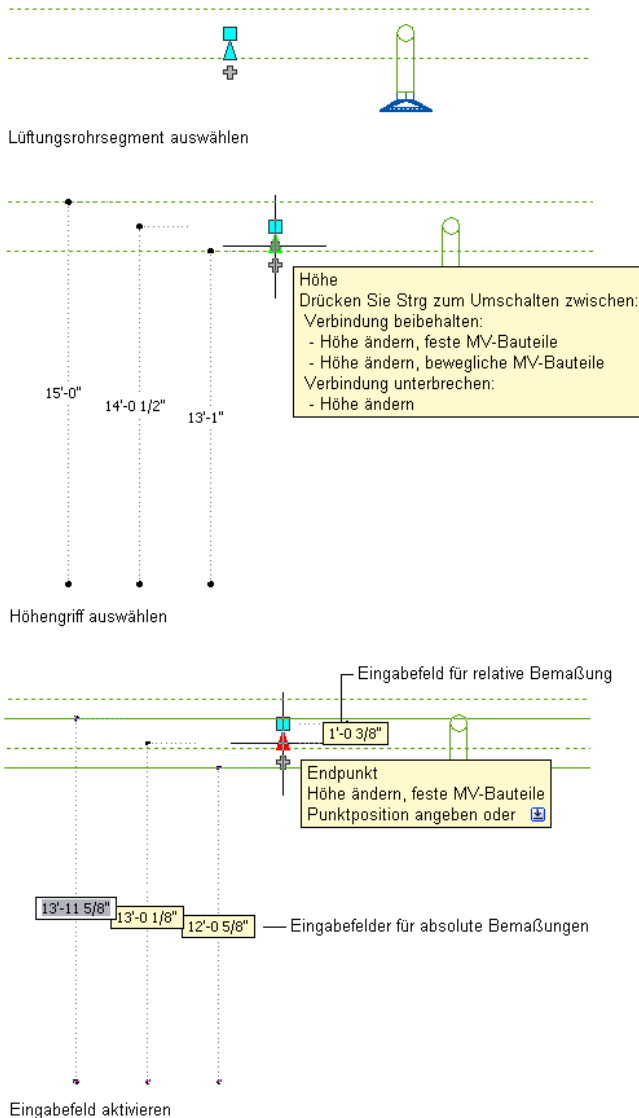 Lüftungsrohrsegment auswählen
Höhe
Drücken Sie Strg zum Umschalten zwischen:
Verbindung beibehalten:
- Höhe ändern, feste MV-Bauteile
- Höhe ändern, bewegliche MV-Bauteile
Verbindung unterbrechen:
- Höhe ändern
15'-0"
14'-0 1/2"
13'-1"
Höhengriff auswählen
Eingabefeld für relative Bemaßung
1'-0 3/8"
Endpunkt
Höhe ändern, feste MV-Bauteile
Punktposition angeben oder
13'-11 5/8"
13'-0 1/8"
12'-0 5/8"
Eingabefelder für absolute Bemaßungen
Eingabefeld aktivieren